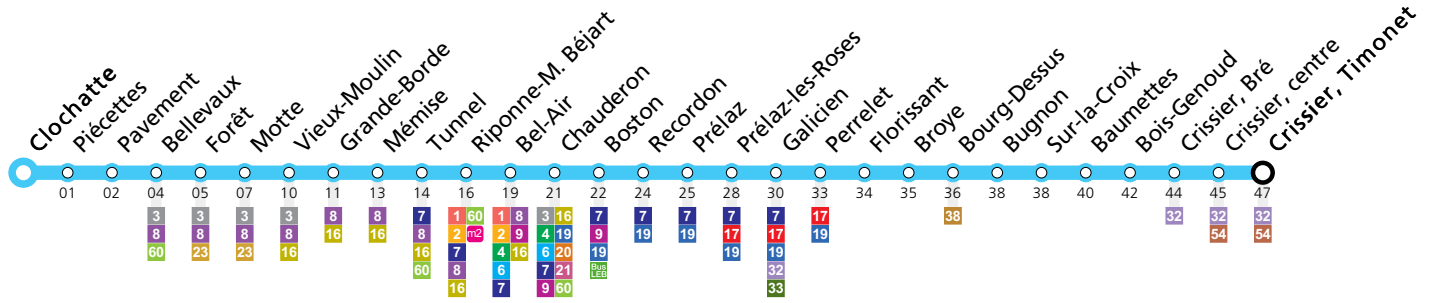 Clochatte
Piécettes
Pavement
Bellevaux
Forêt
Motte
Vieux-Moulin
Grande-Borde
Mémise
Tunnel
Riponne-M. Béjart
Bel-Air
Chauderon
Boston
Recordon
Prélaz
Prélaz-les-Roses
Galicien
Perrelet
Florissant
Broye
Bourg-Dessus
Bugnon
Sur-la-Croix
Baumettes
Bois-Genoud
Crissier, Bré
Crissier, centre
Crissier, Timonet
01 02 04 05 07 10 11 13 14 16 19 21 22 24 25 28 30 33 34 35 36 38 38 40 42 44 45 47
3 3 3 3 8 8 7 1 60 1 8 3 16 7 7 7 7 7 17 38 32 32 32
8 8 8 8 16 16 8 2 m2 2 9 4 19 9 19 19 17 17 19 54 54
60 23 23 16 16 7 4 16 6 20 19 19 19
60 8 6 7 21 Bus LEB 32
16 7 9 60 33